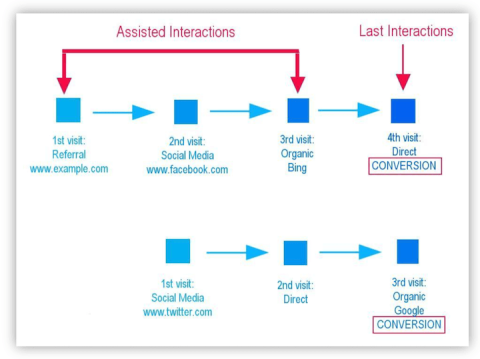 Assisted Interactions
Last Interactions
1st visit:
Referral
www.example.com
2nd visit:
Social Media
www.facebook.com
3rd visit:
Organic
Bing
4th visit:
Direct
CONVERSION
1st visit:
Social Media
www.twitter.com
2nd visit:
Direct
3rd visit:
Organic
Google
CONVERSION